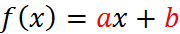 f(x) = ax + b